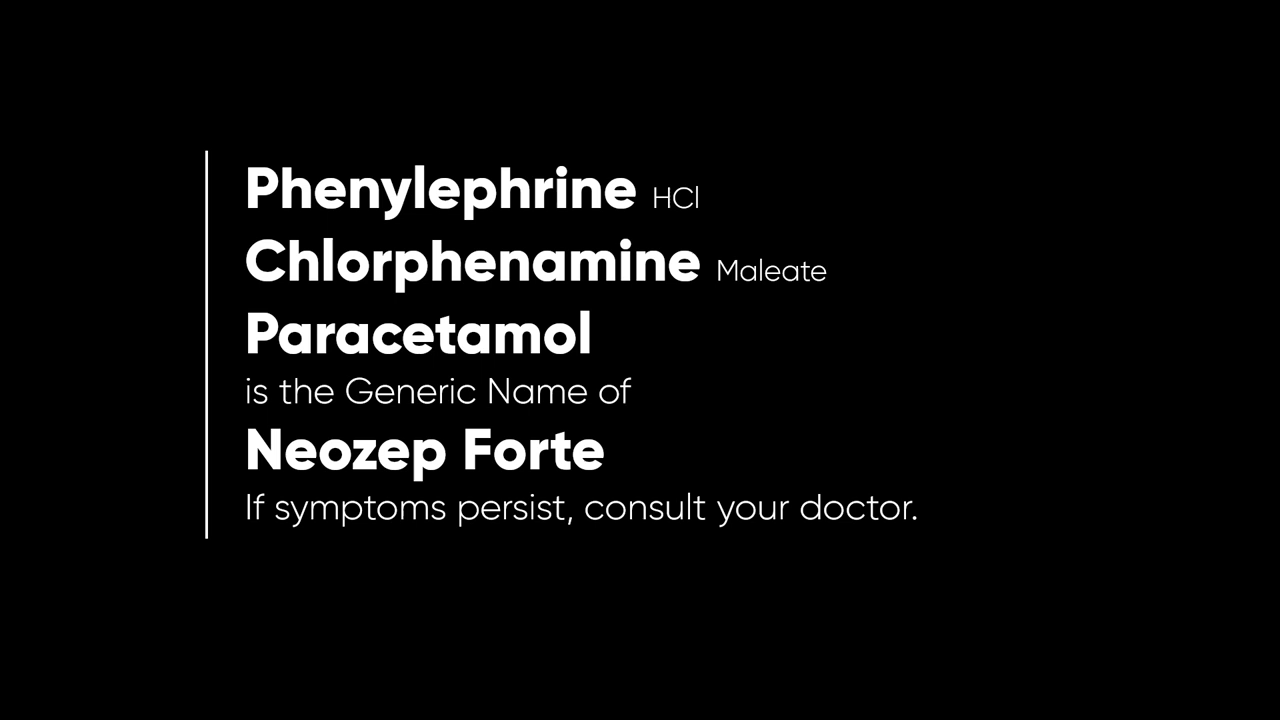 Phenylephrine HCl
Chlorphenamine Maleate
Paracetamol
is the Generic Name of
Neozep Forte
If symptoms persist, consult your doctor.